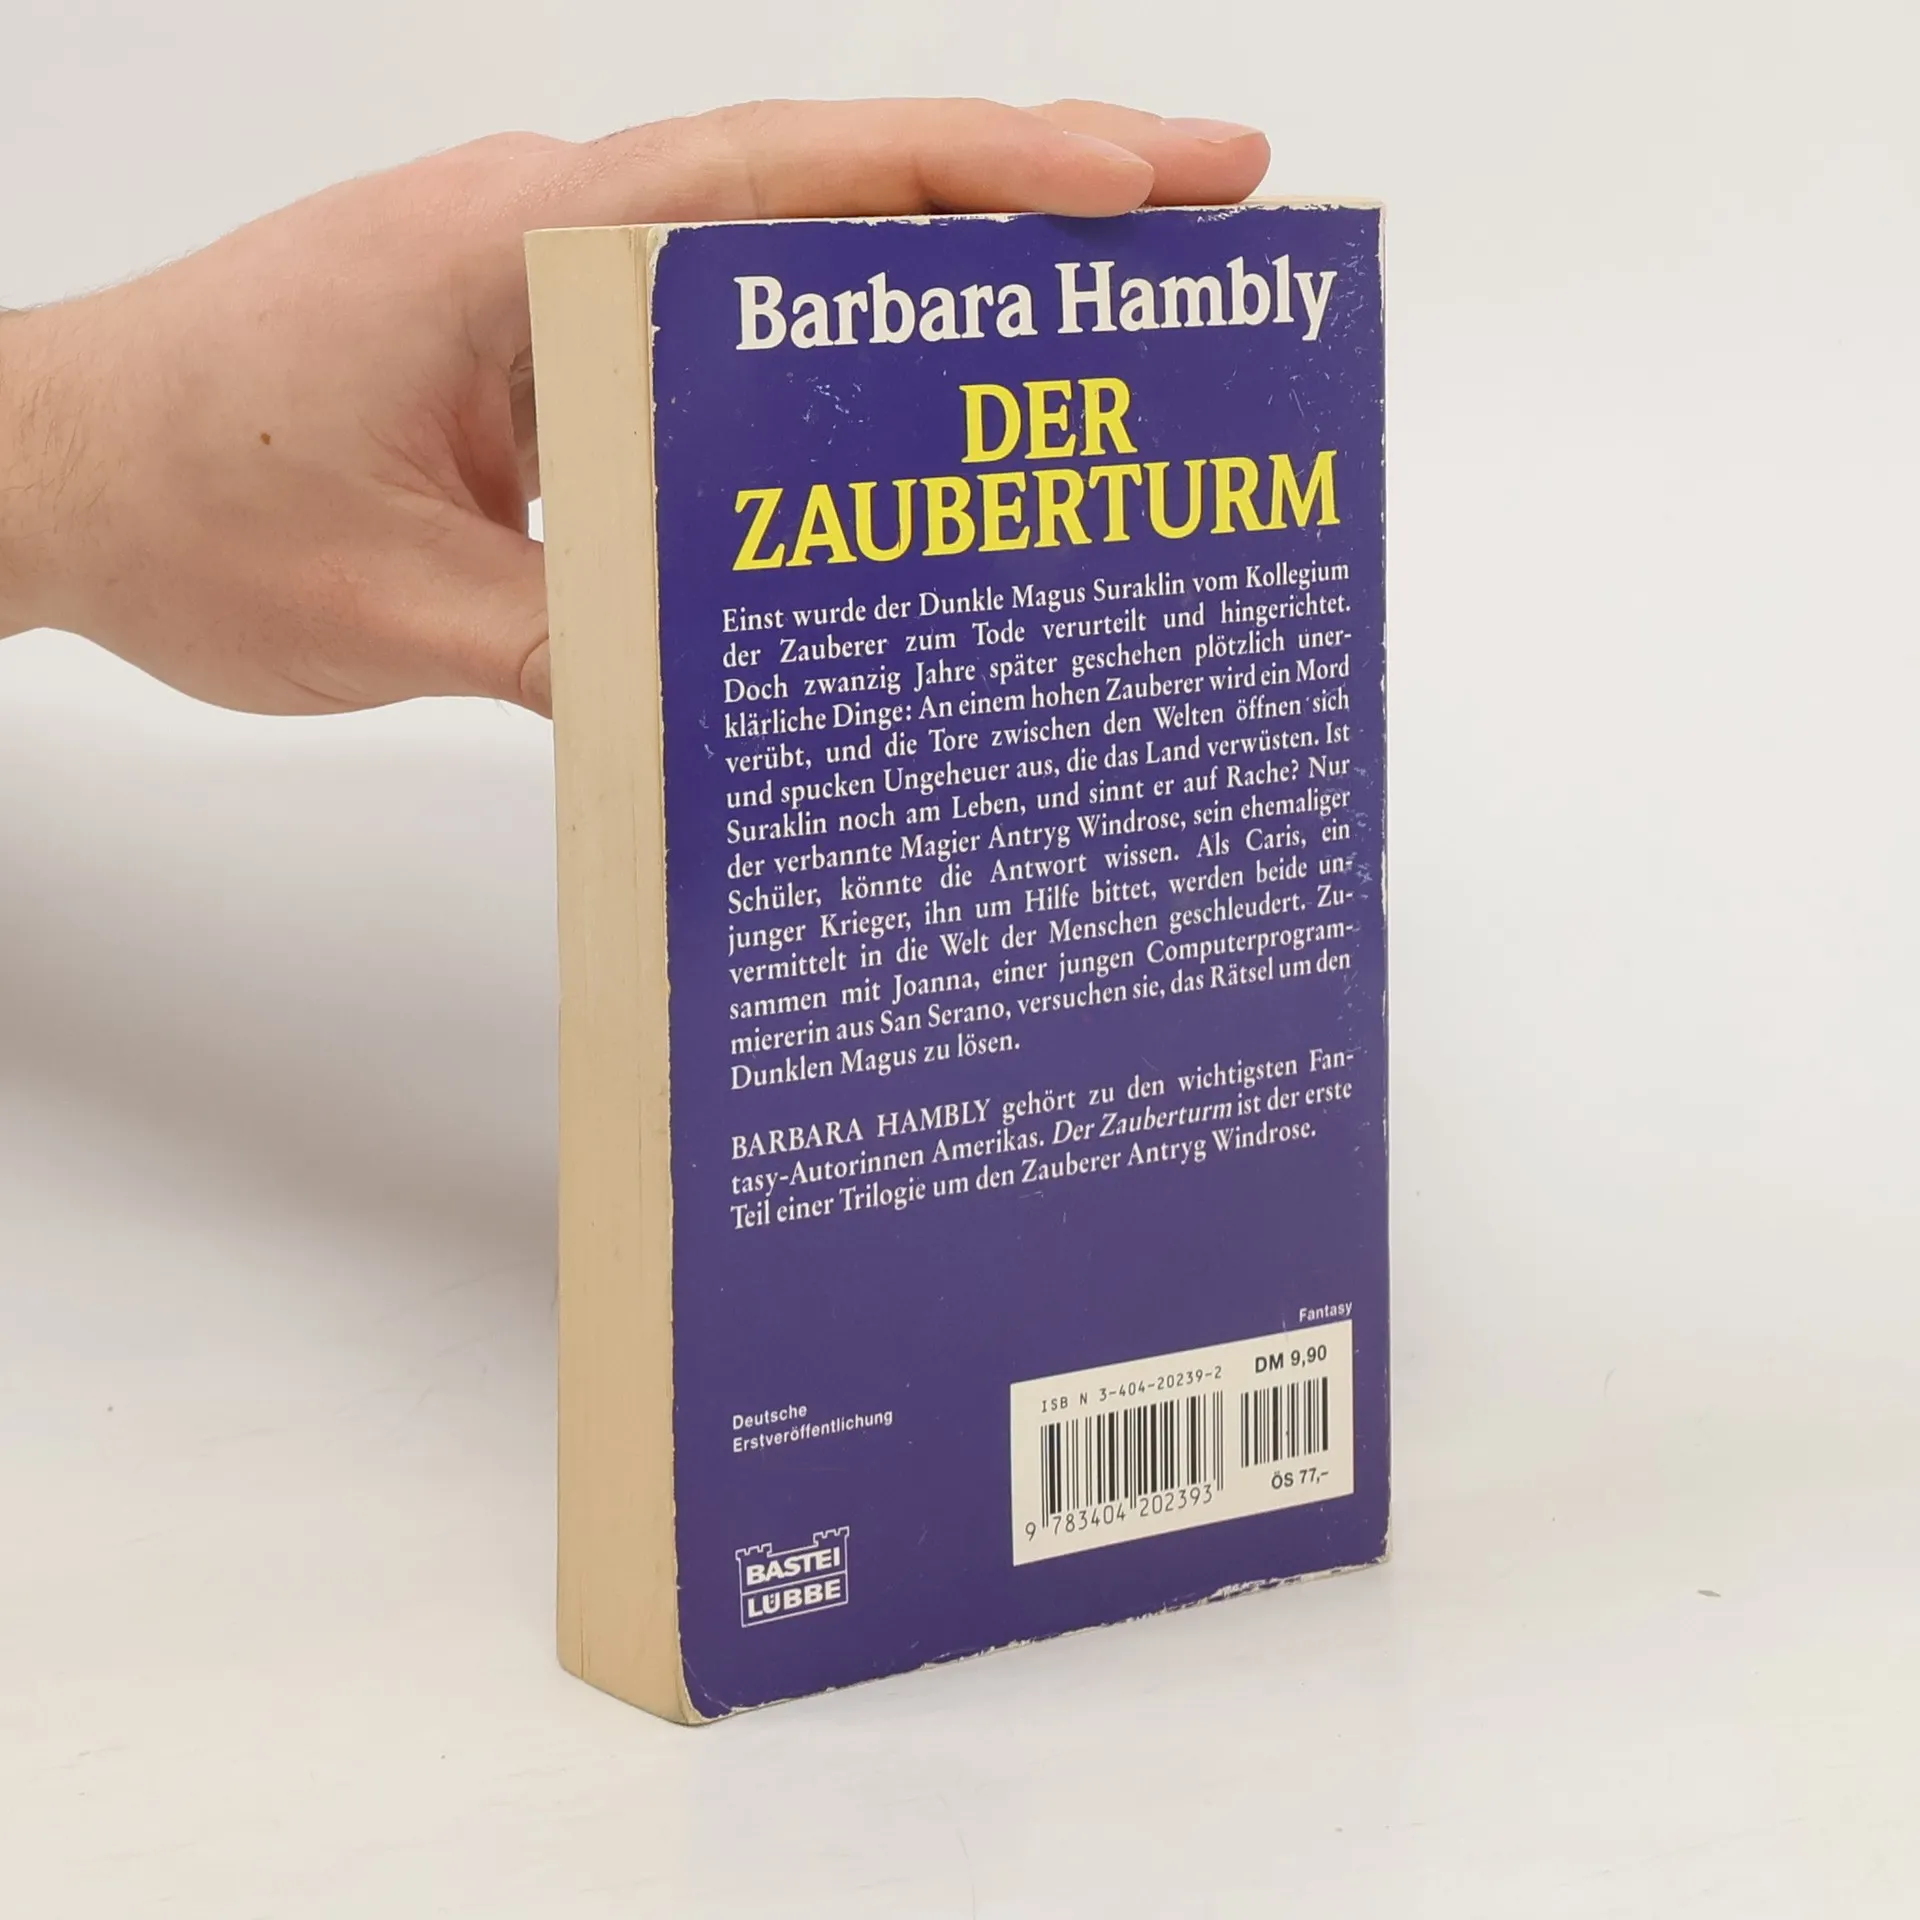 Barbara Hambly
DER
ZAUBERTURM
Einst wurde der Dunkle Magus Suraklin vom Kollegium
der Zauberer zum Tode verurteilt und hingerichtet.
Doch zwanzig Jahre später geschehen plötzlich uner-
klärliche Dinge: An einem hohen Zauberer wird ein Mord
verübt, und die Tore zwischen den Welten öffnen sich
und spucken Ungeheuer aus, die das Land verwüsten. Ist
Suraklin noch am Leben, und sinnt er auf Rache? Nur
der verbannte Magier Antryg Windrose, sein ehemaliger
Schüler, könnte die Antwort wissen. Als Caris, ein
junger Krieger, ihn um Hilfe bittet, werden beide un-
vermittelt in die Welt der Menschen geschleudert. Zu-
sammen mit Joanna, einer jungen Computerprogram-
miererin aus San Serano, versuchen sie, das Rätsel um den
Dunklen Magus zu lösen.
BARBARA HAMBLY gehört zu den wichtigsten Fan-
tasy-Autorinnen Amerikas. Der Zauberturm ist der erste
Teil einer Trilogie um den Zauberer Antryg Windrose.
Fantasy
ISBN 3-404-20239-2
DM 9,90
ÖS 77,-
9 783404 202393
Deutsche
Erstveröffentlichung
BASTEI
LÜBBE